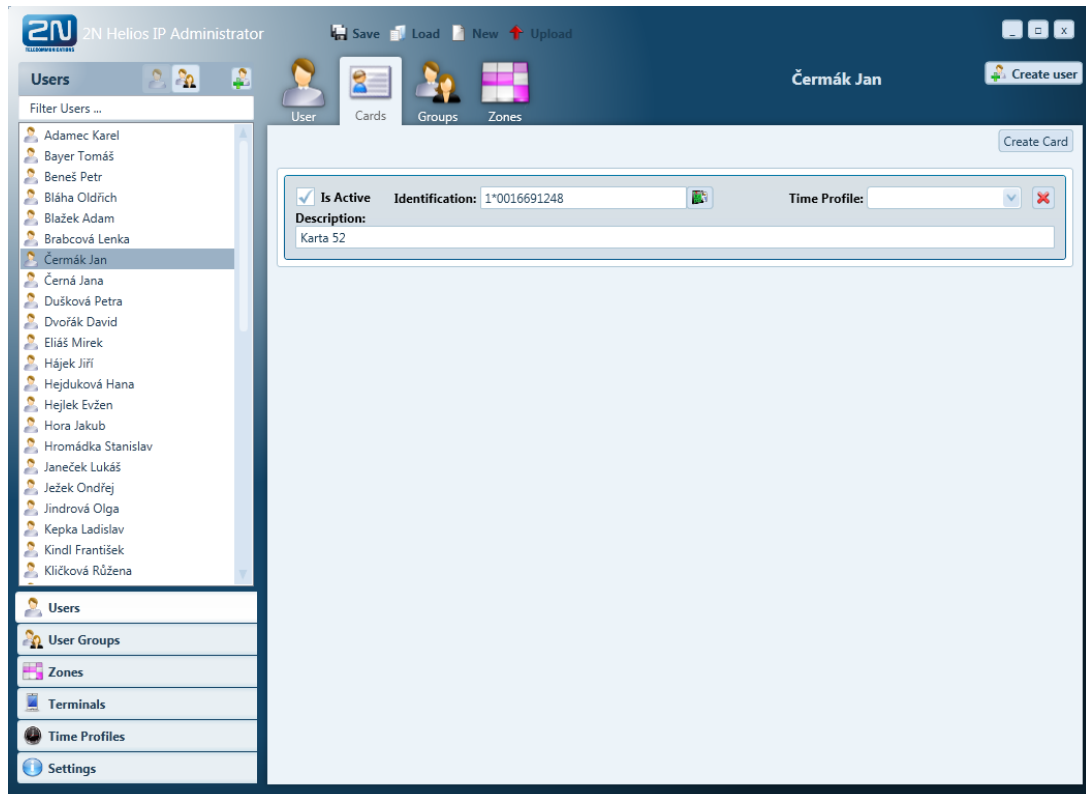 2N 2N Helios IP Administrator Save Load New Upload _ □ x
TELECOMMUNICATIONS
Users Čermák Jan Create user
Filter Users ...
User Cards Groups Zones
Create Card
Adamec Karel
Bayer Tomáš
Beneš Petr
Bláha Oldřich
Blažek Adam
Brabcová Lenka
Čermák Jan
Černá Jana
Dušková Petra
Dvořák David
Eliáš Mirek
Hájek Jiří
Hejduková Hana
Hejlek Evžen
Hora Jakub
Hromádka Stanislav
Janeček Lukáš
Ježek Ondřej
Jindrová Olga
Kepka Ladislav
Kindl František
Kličková Růžena
Is Active Identification: 1*0016691248 Time Profile:
Description:
Karta 52
Users
User Groups
Zones
Terminals
Time Profiles
Settings